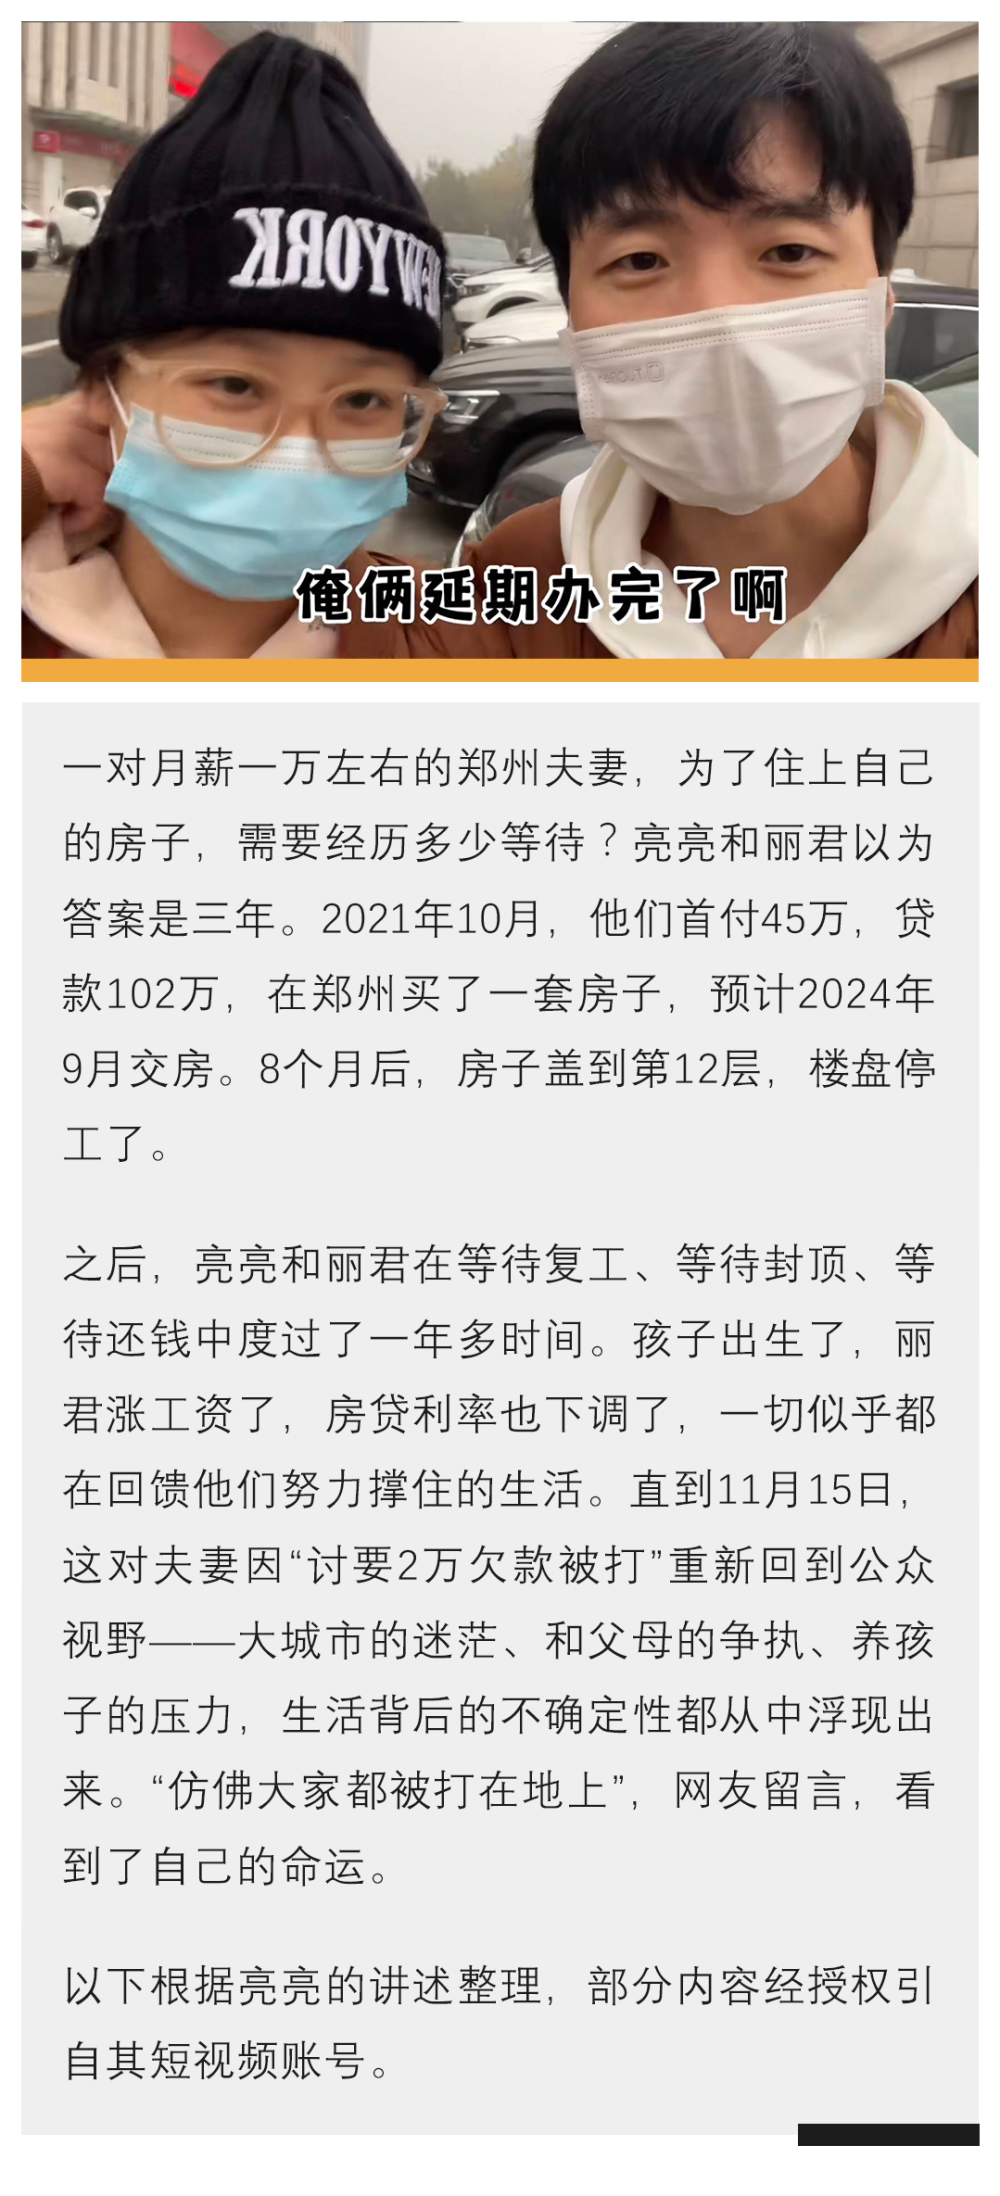 NEWYORK
俺俩延期办完了啊
一对月薪一万左右的郑州夫妻，为了住上自己
的房子，需要经历多少等待？亮亮和丽君以为
答案是三年。2021年10月，他们首付45万，贷
款102万，在郑州买了一套房子，预计2024年
9月交房。8个月后，房子盖到第12层，楼盘停
工了。
之后，亮亮和丽君在等待复工、等待封顶、等
待还钱中度过了一年多时间。孩子出生了，丽
君涨工资了，房贷利率也下调了，一切似乎都
在回馈他们努力撑住的生活。直到11月15日，
这对夫妻因“讨要2万欠款被打”重新回到公众
视野——大城市的迷茫、和父母的争执、养孩
子的压力，生活背后的不确定性都从中浮现出
来。“仿佛大家都被打在地上”，网友留言，看
到了自己的命运。
以下根据亮亮的讲述整理，部分内容经授权引
自其短视频账号。